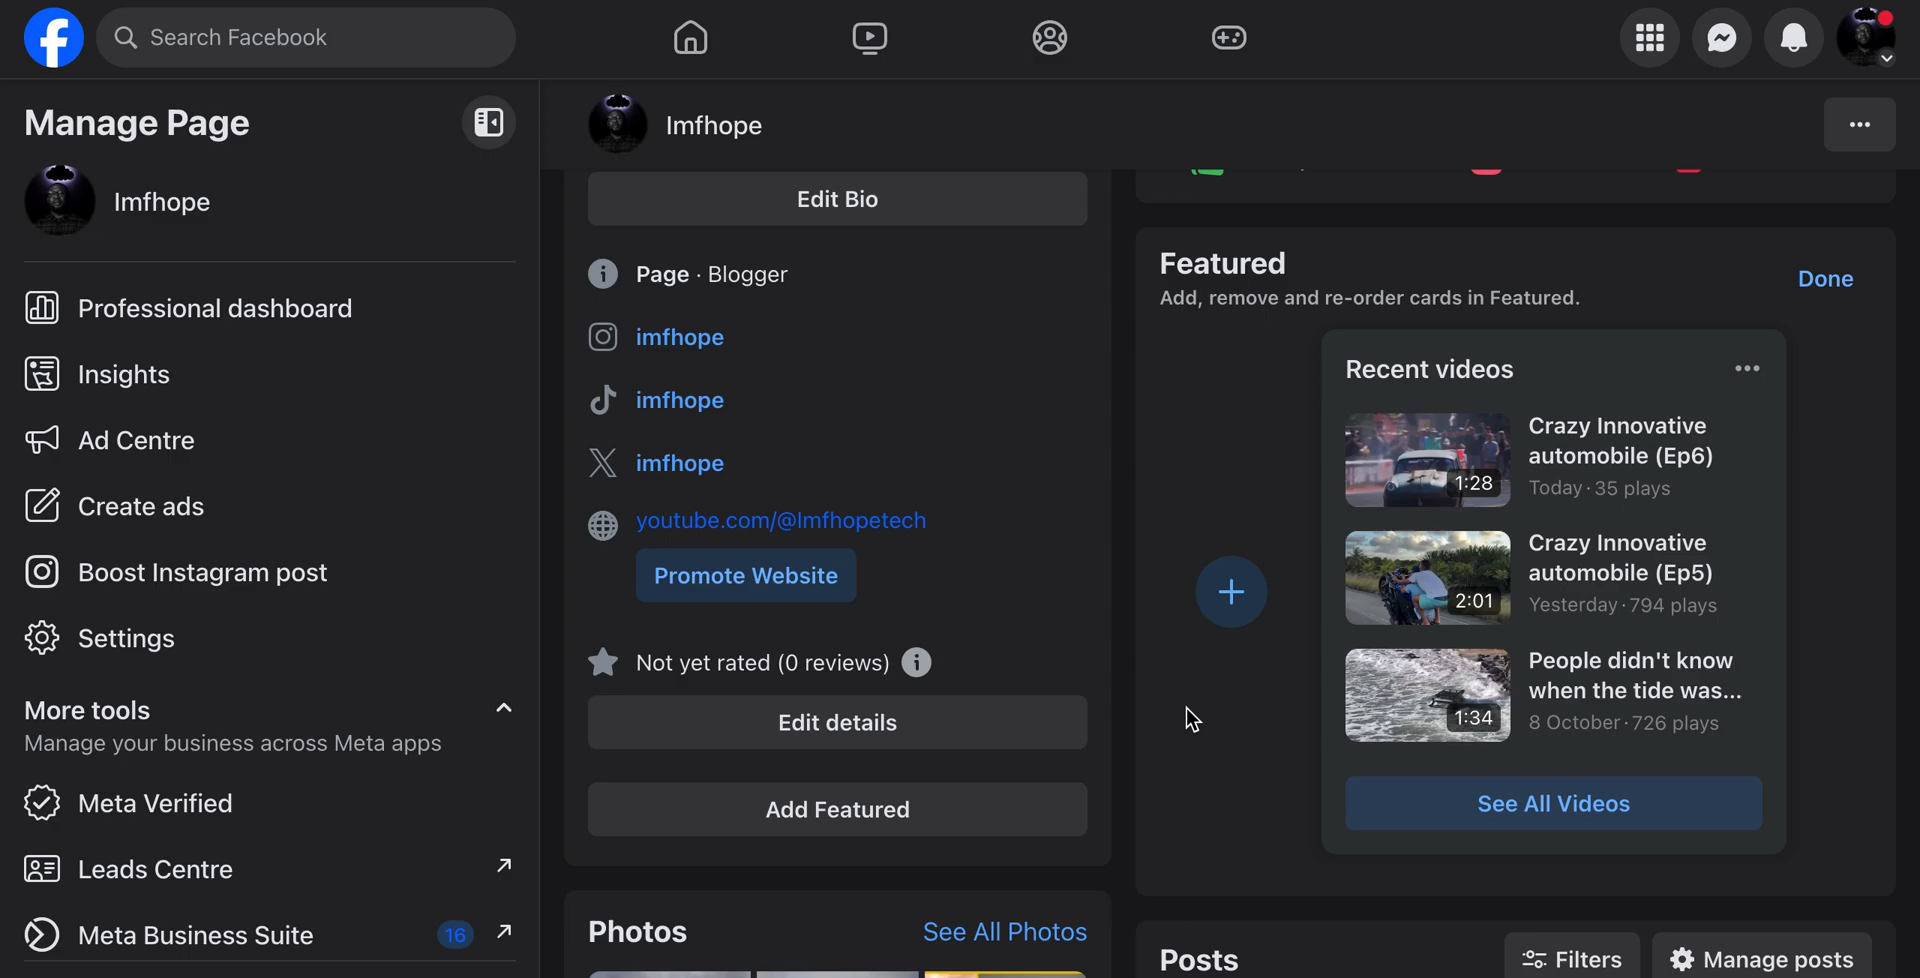 Search Facebook
Manage Page
Imfhope
Professional dashboard
Insights
Ad Centre
Create ads
Boost Instagram post
Settings
More tools
Manage your business across Meta apps
Meta Verified
Leads Centre
Meta Business Suite 16
Imfhope
Edit Bio
Page · Blogger
imfhope
imfhope
imfhope
youtube.com/@Imfhopetech
Promote Website
Not yet rated (0 reviews)
Edit details
Add Featured
Photos See All Photos
Featured
Add, remove and re-order cards in Featured.
Done
Recent videos
1:28
Crazy Innovative
automobile (Ep6)
Today · 35 plays
2:01
Crazy Innovative
automobile (Ep5)
Yesterday · 794 plays
1:34
People didn't know
when the tide was...
8 October · 726 plays
See All Videos
Posts Filters Manage posts